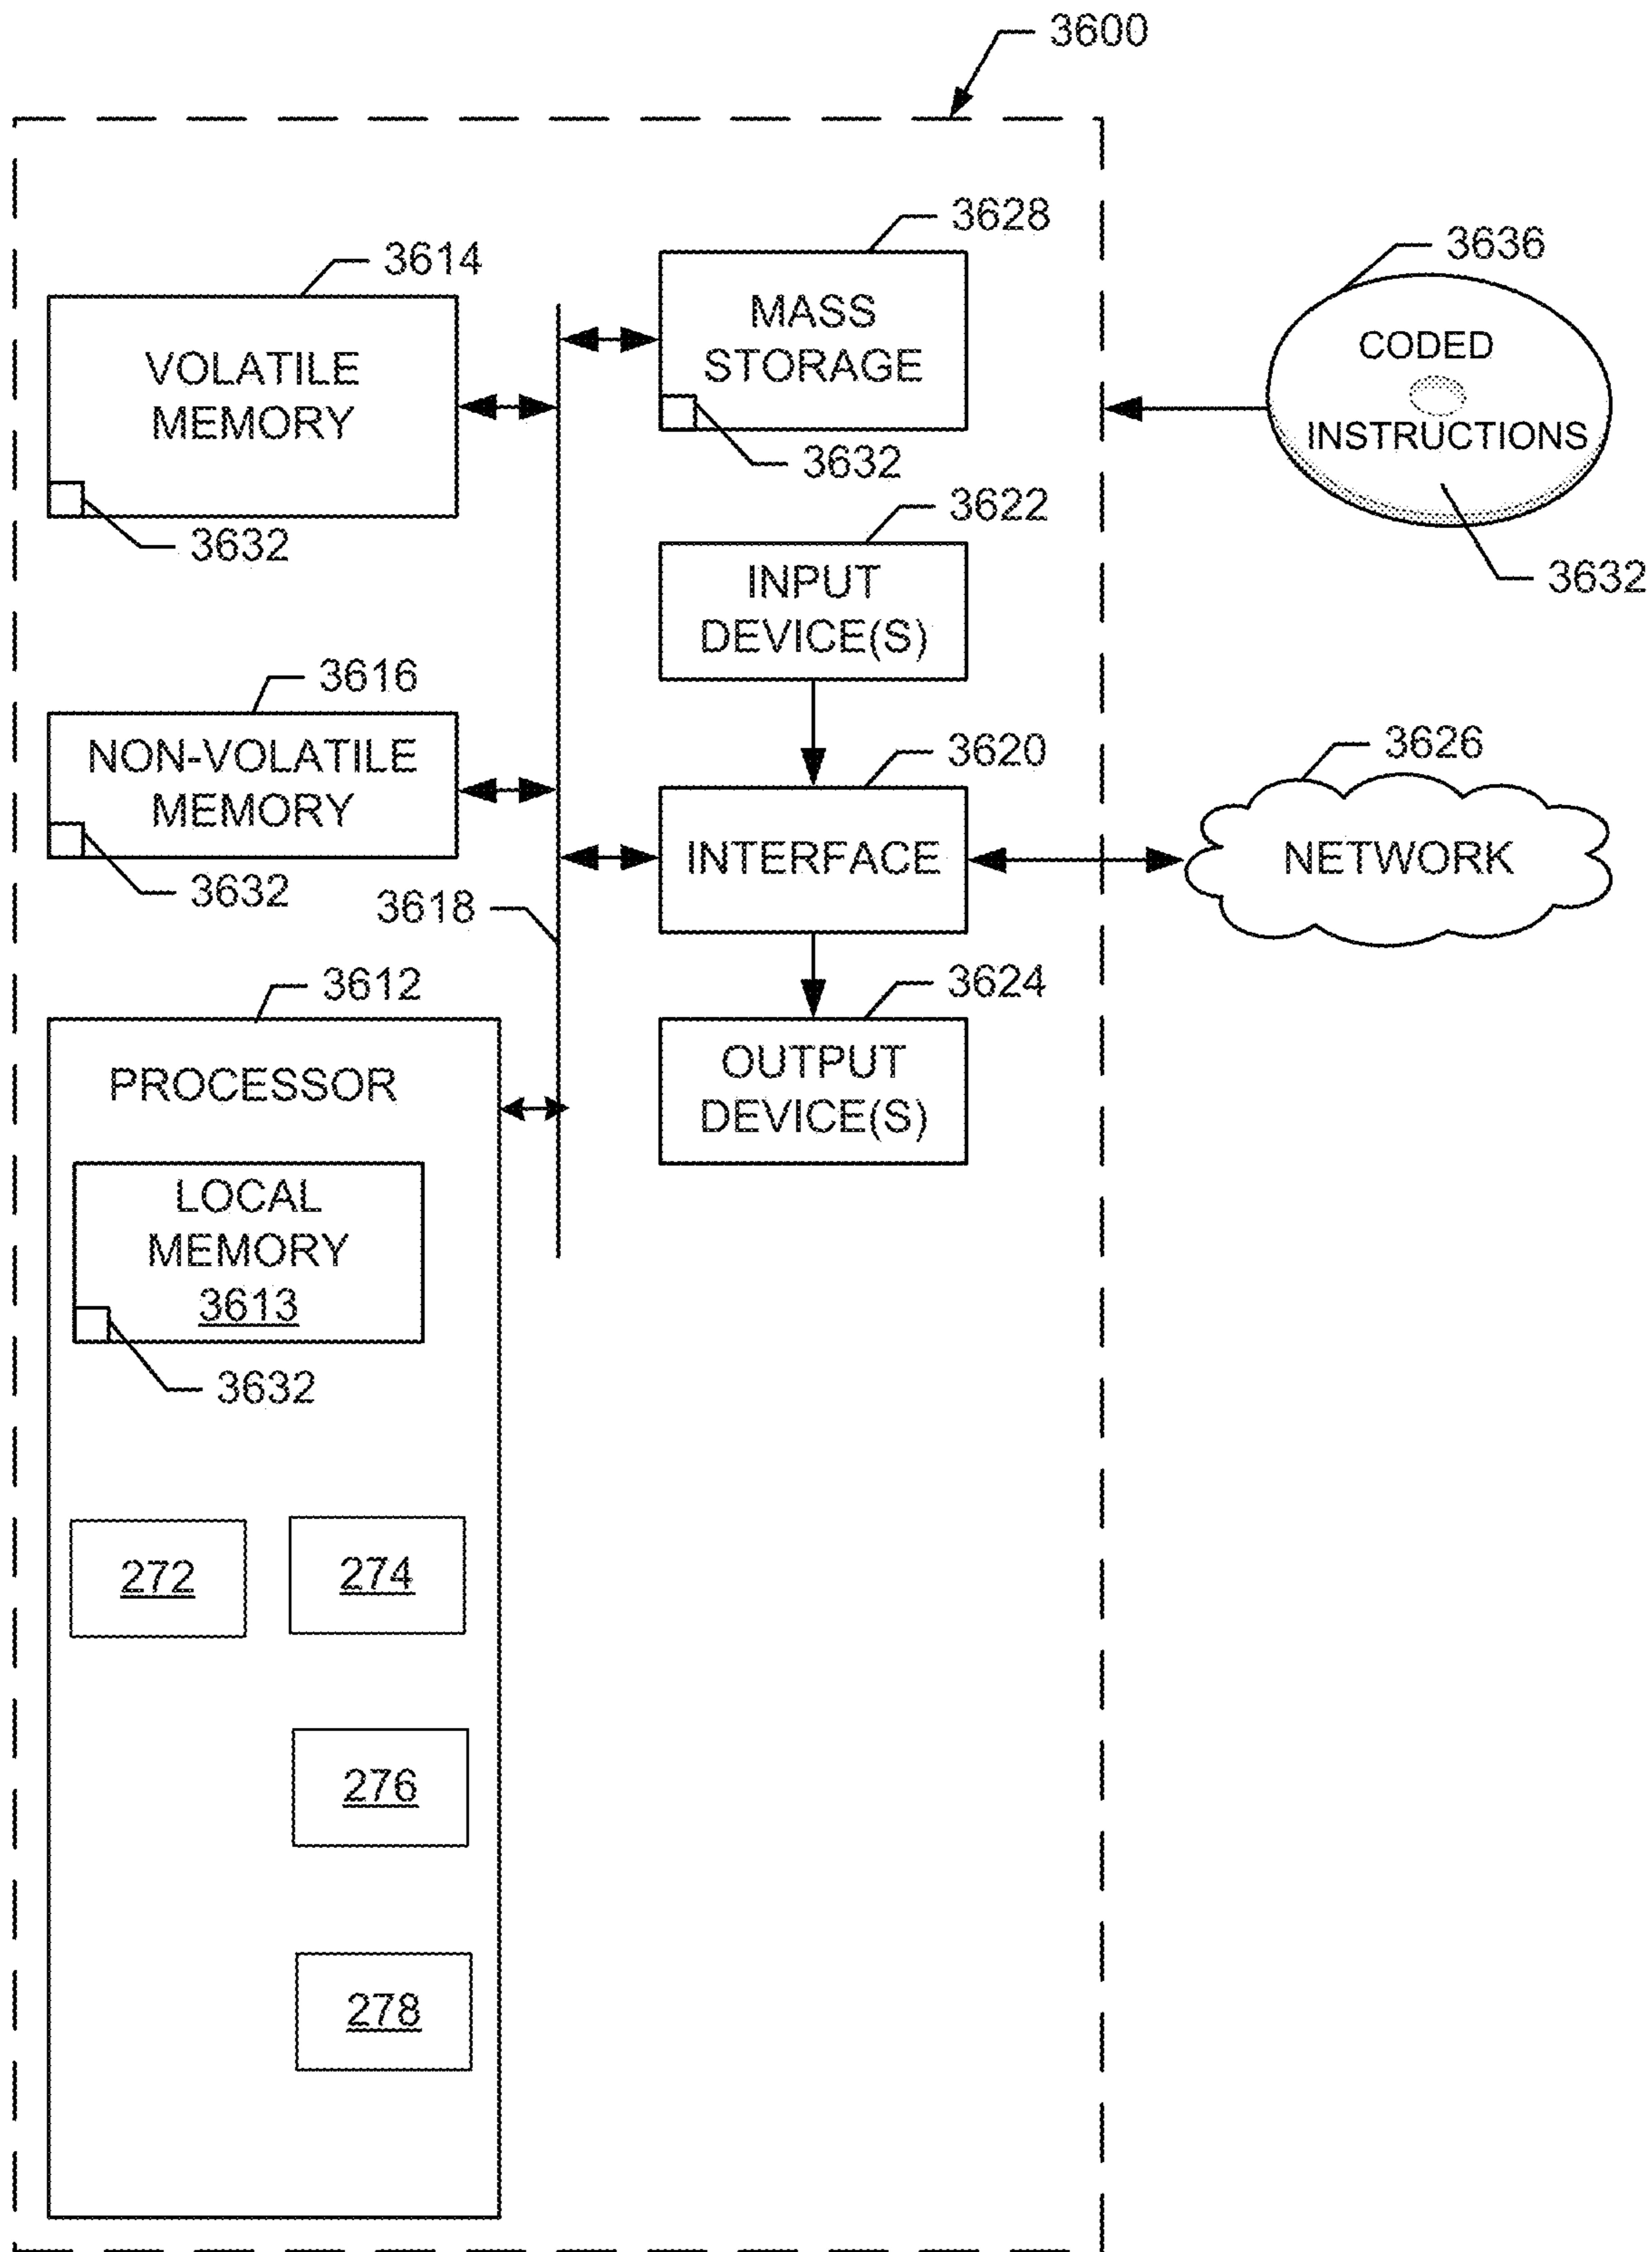 3600
3628
3614
3636
MASS
STORAGE
VOLATILE
MEMORY
CODED
INSTRUCTIONS
3632
3632
3622
3632
INPUT
DEVICE(S)
3616
3620
3626
NON-VOLATILE
MEMORY
INTERFACE
NETWORK
3632
3618
3612
3624
PROCESSOR
OUTPUT
DEVICE(S)
LOCAL
MEMORY
3613
3632
272
274
276
278